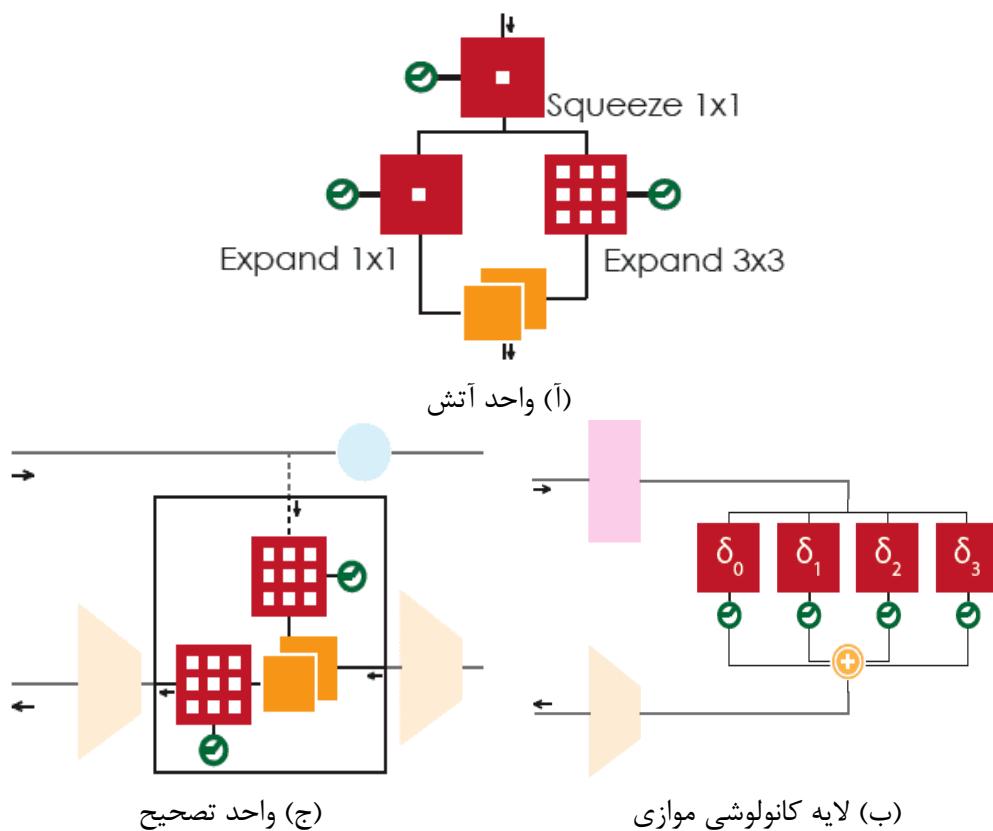 Squeeze 1x1
Expand 1x1
Expand 3x3
(آ) واحد آتش
δ0
δ1
δ2
δ3
(ب) لایه کانولوشی موازی
(ج) واحد تصحیح